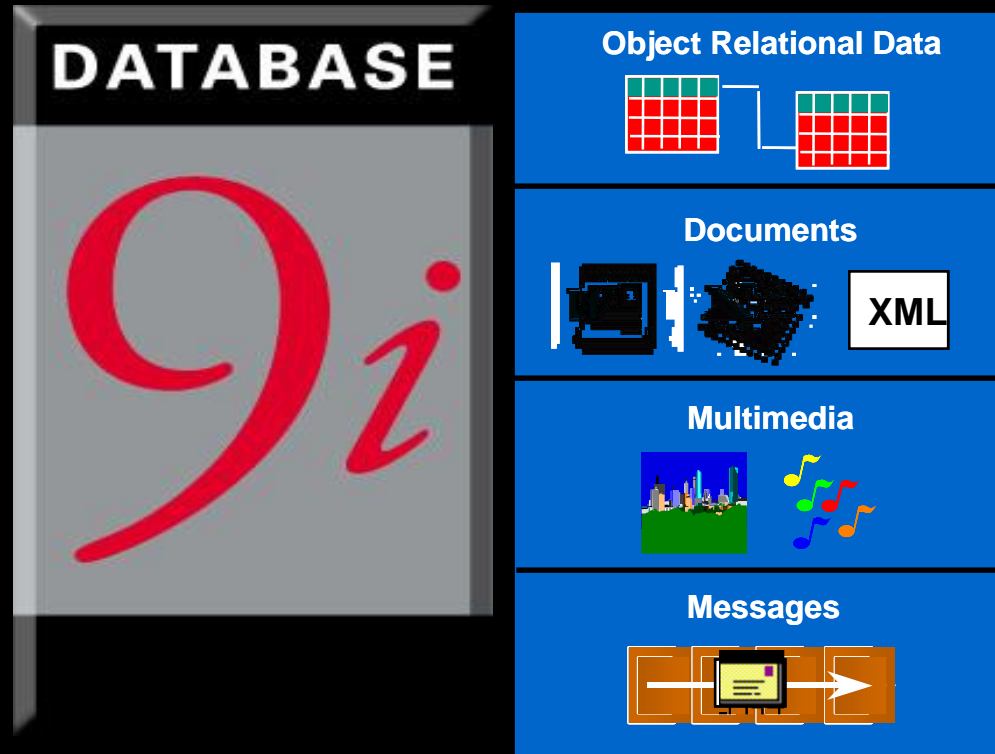 DATABASE
9i
Object Relational Data
Documents
XML
Multimedia
Messages